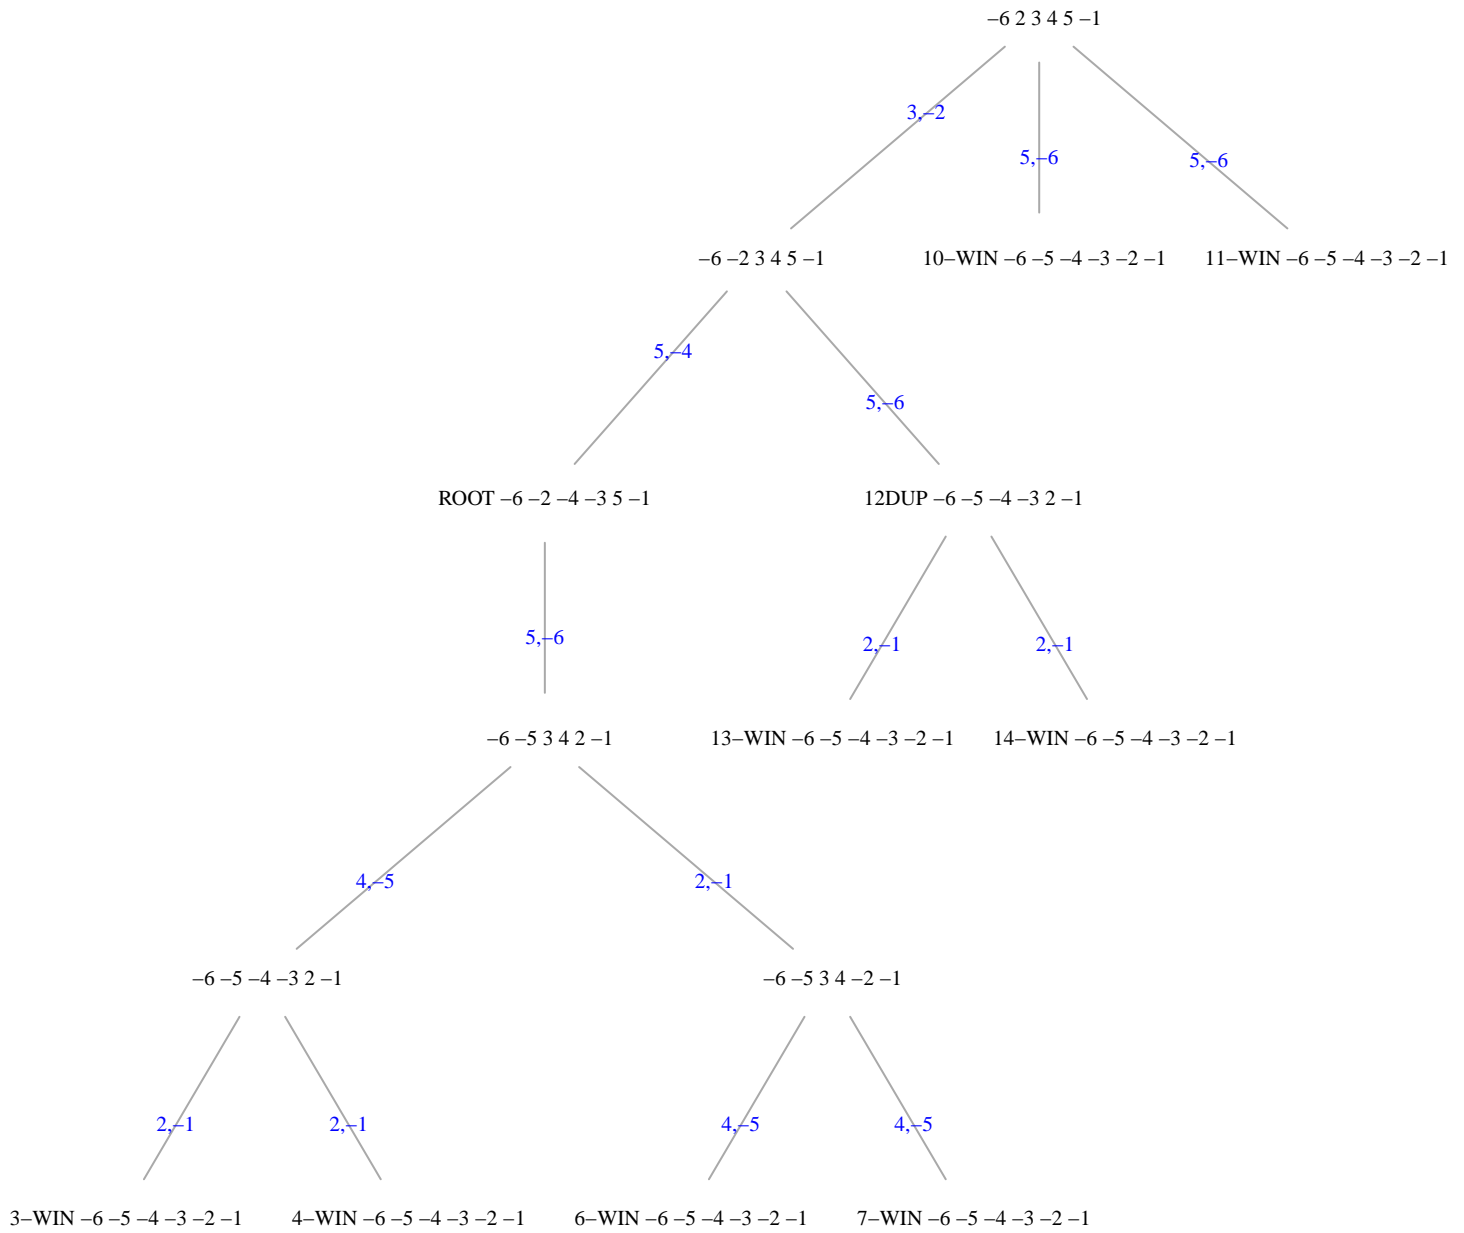 –6 2 3 4 5 –1
3,–2
5,–6
5,–6
–6 –2 3 4 5 –1
10–WIN –6 –5 –4 –3 –2 –1
11–WIN –6 –5 –4 –3 –2 –1
5,–4
5,–6
ROOT –6 –2 –4 –3 5 –1
12DUP –6 –5 –4 –3 2 –1
5,–6
2,–1
2,–1
–6 –5 3 4 2 –1
13–WIN –6 –5 –4 –3 –2 –1
14–WIN –6 –5 –4 –3 –2 –1
4,–5
2,–1
–6 –5 –4 –3 2 –1
–6 –5 3 4 –2 –1
2,–1
2,–1
4,–5
4,–5
3–WIN –6 –5 –4 –3 –2 –1
4–WIN –6 –5 –4 –3 –2 –1
6–WIN –6 –5 –4 –3 –2 –1
7–WIN –6 –5 –4 –3 –2 –1